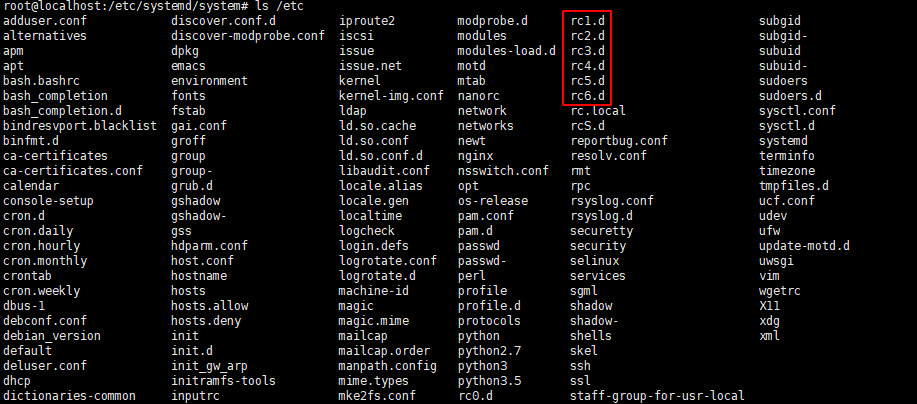 root@localhost:/etc/systemd/system# ls /etc
adduser.conf discover.conf.d iproute2 modprobe.d rc1.d subgid
alternatives discover-modprobe.conf iscsi modules rc2.d subgid-
apm dpkg issue modules-load.d rc3.d subuid
apt emacs issue.net motd rc4.d subuid-
bash.bashrc environment kernel mtab rc5.d sudoers
bash_completion fonts kernel-img.conf nanorc rc6.d sudoers.d
bash_completion.d fstab ldap network rc.local sysctl.conf
bindresvport.blacklist gai.conf ld.so.cache networks rcS.d sysctl.d
binfmt.d groff ld.so.conf newt reportbug.conf systemd
ca-certificates group ld.so.conf.d nginx resolv.conf terminfo
ca-certificates.conf group- libaudit.conf nsswitch.conf rmt timezone
calendar grub.d locale.alias opt rpc tmpfiles.d
console-setup gshadow locale.gen os-release rsyslog.conf ucf.conf
cron.d gshadow- localtime pam.conf rsyslog.d udev
cron.daily gss logcheck pam.d securetty ufw
cron.hourly hdparm.conf login.defs passwd security update-motd.d
cron.monthly host.conf logrotate.conf passwd- selinux uwsgi
crontab hostname logrotate.d perl services vim
cron.weekly hosts machine-id profile sgml wgetrc
dbus-1 hosts.allow magic profile.d shadow X11
debconf.conf hosts.deny magic.mime protocols shadow- xdg
debian_version init mailcap python shells xml
default init.d mailcap.order python2.7 skel
deluser.conf init_gw_arp manpath.config python3 ssh
dhcp initramfs-tools mime.types python3.5 ssl
dictionaries-common inputrc mke2fs.conf rc0.d staff-group-for-usr-local